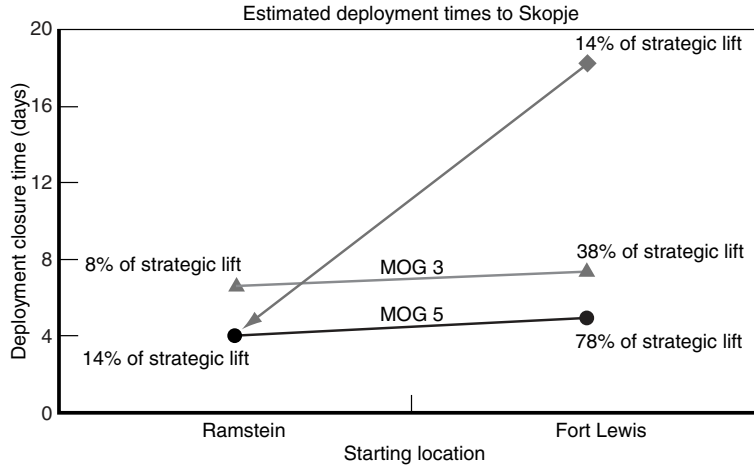 Estimated deployment times to Skopje
20
14% of strategic lift
16
Deployment closure time (days)
12
8
8% of strategic lift
MOG 3
38% of strategic lift
MOG 5
4
14% of strategic lift
78% of strategic lift
0
Ramstein
Fort Lewis
Starting location